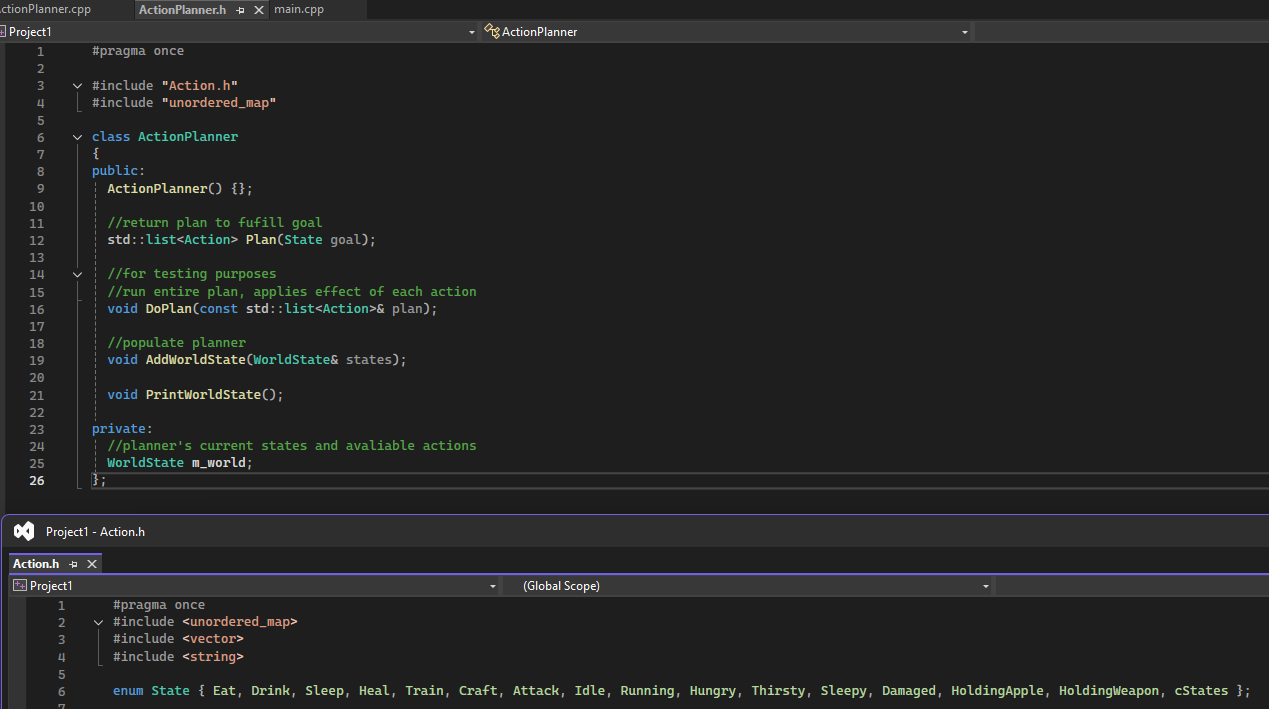 ctionPlanner.cpp ActionPlanner.h main.cpp
Project1 ActionPlanner
1 #pragma once
2
3 #include "Action.h"
4 #include "unordered_map"
5
6 class ActionPlanner
7 {
8 public:
9 ActionPlanner() {};
10
11 //return plan to fufill goal
12 std::list<Action> Plan(State goal);
13
14 //for testing purposes
15 //run entire plan, applies effect of each action
16 void DoPlan(const std::list<Action>& plan);
17
18 //populate planner
19 void AddWorldState(WorldState& states);
20
21 void PrintWorldState();
22
23 private:
24 //planner's current states and avaliable actions
25 WorldState m_world;
26 };
Project1 - Action.h
Action.h
Project1 (Global Scope)
1 #pragma once
2 #include <unordered_map>
3 #include <vector>
4 #include <string>
5
6 enum State { Eat, Drink, Sleep, Heal, Train, Craft, Attack, Idle, Running, Hungry, Thirsty, Sleepy, Damaged, HoldingApple, HoldingWeapon, cStates };
7